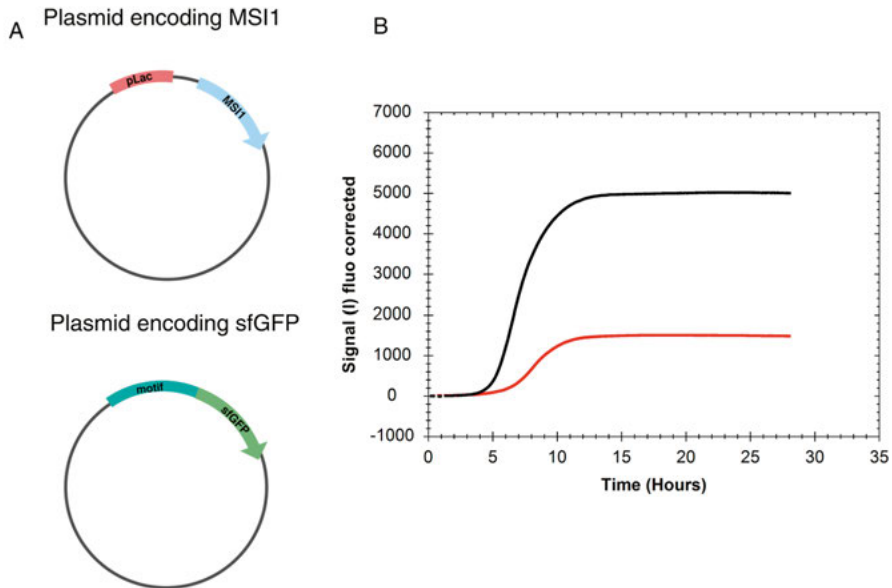 A
Plasmid encoding MSI1
pLac
MSI1
Plasmid encoding sfGFP
motif
sfGFP
B
7000
6000
5000
4000
3000
2000
1000
0
-1000
Signal (I) fluo corrected
0 5 10 15 20 25 30 35
Time (Hours)